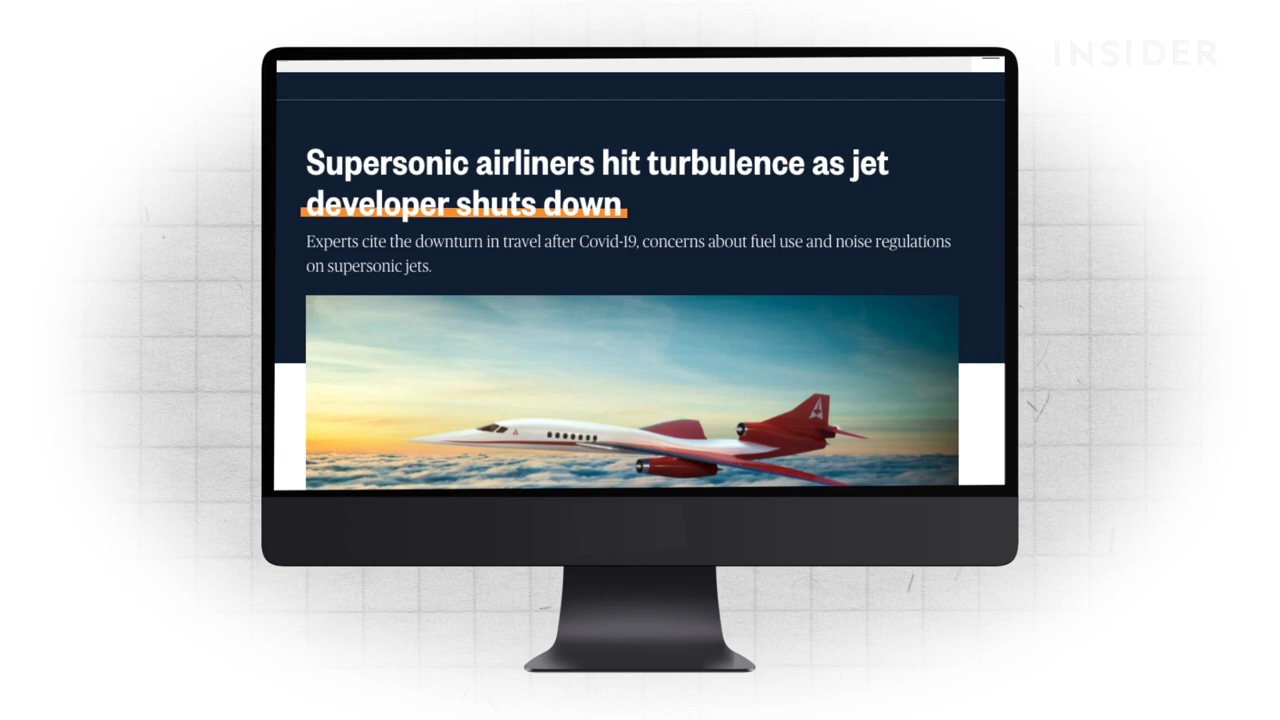 INSIDER
Supersonic airliners hit turbulence as jet
developer shuts down
Experts cite the downturn in travel after Covid-19, concerns about fuel use and noise regulations
on supersonic jets.